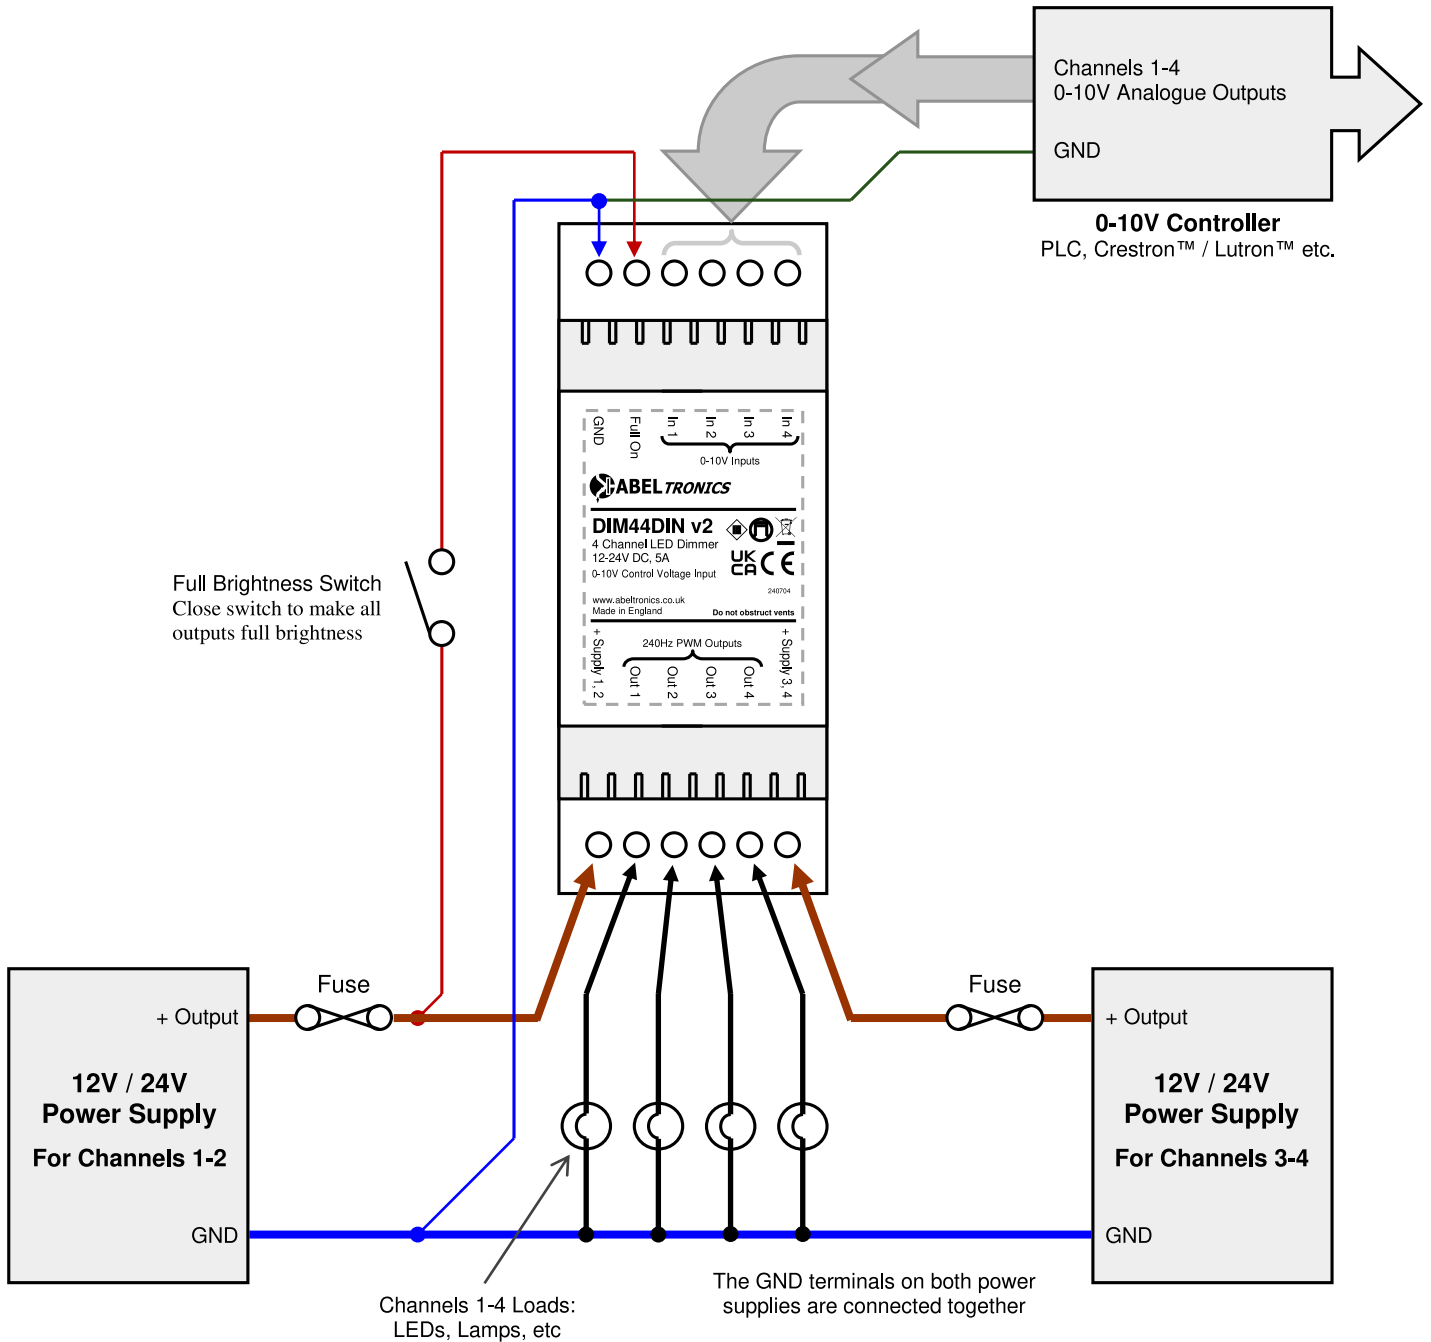 Channels 1-4
0-10V Analogue Outputs
GND
0-10V Controller
PLC, Crestron™ / Lutron™ etc.
GND
Full On
In 1
In 2
In 3
In 4
0-10V Inputs
ABELTRONICS
DIM44DIN v2
4 Channel LED Dimmer
12-24V DC, 5A
0-10V Control Voltage Input
UK
CA CE
240704
www.abeltronics.co.uk
Made in England
Do not obstruct vents
+ Supply 1, 2
240Hz PWM Outputs
Out 1
Out 2
Out 3
Out 4
+ Supply 3, 4
Full Brightness Switch
Close switch to make all
outputs full brightness
Fuse
+ Output
12V / 24V
Power Supply
For Channels 1-2
GND
Fuse
+ Output
12V / 24V
Power Supply
For Channels 3-4
GND
Channels 1-4 Loads:
LEDs, Lamps, etc
The GND terminals on both power
supplies are connected together